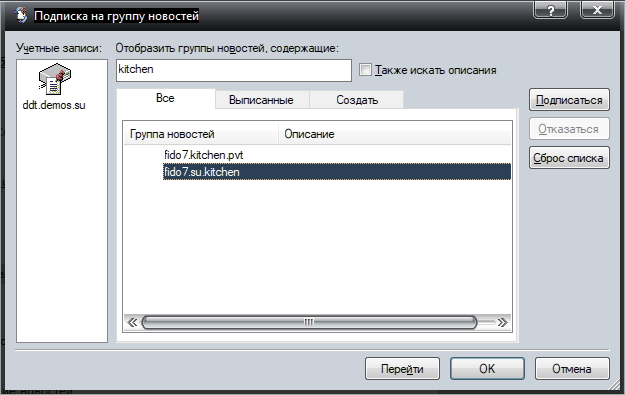 Подписка на группу новостей
Учетные записи:
ddt.demos.su
Отобразить группы новостей, содержащие:
kitchen
Также искать описания
Все
Выписанные
Создать
Группа новостей
Описание
fido7.kitchen.pvt
fido7.su.kitchen
Подписаться
Отказаться
Сброс списка
Перейти
OK
Отмена